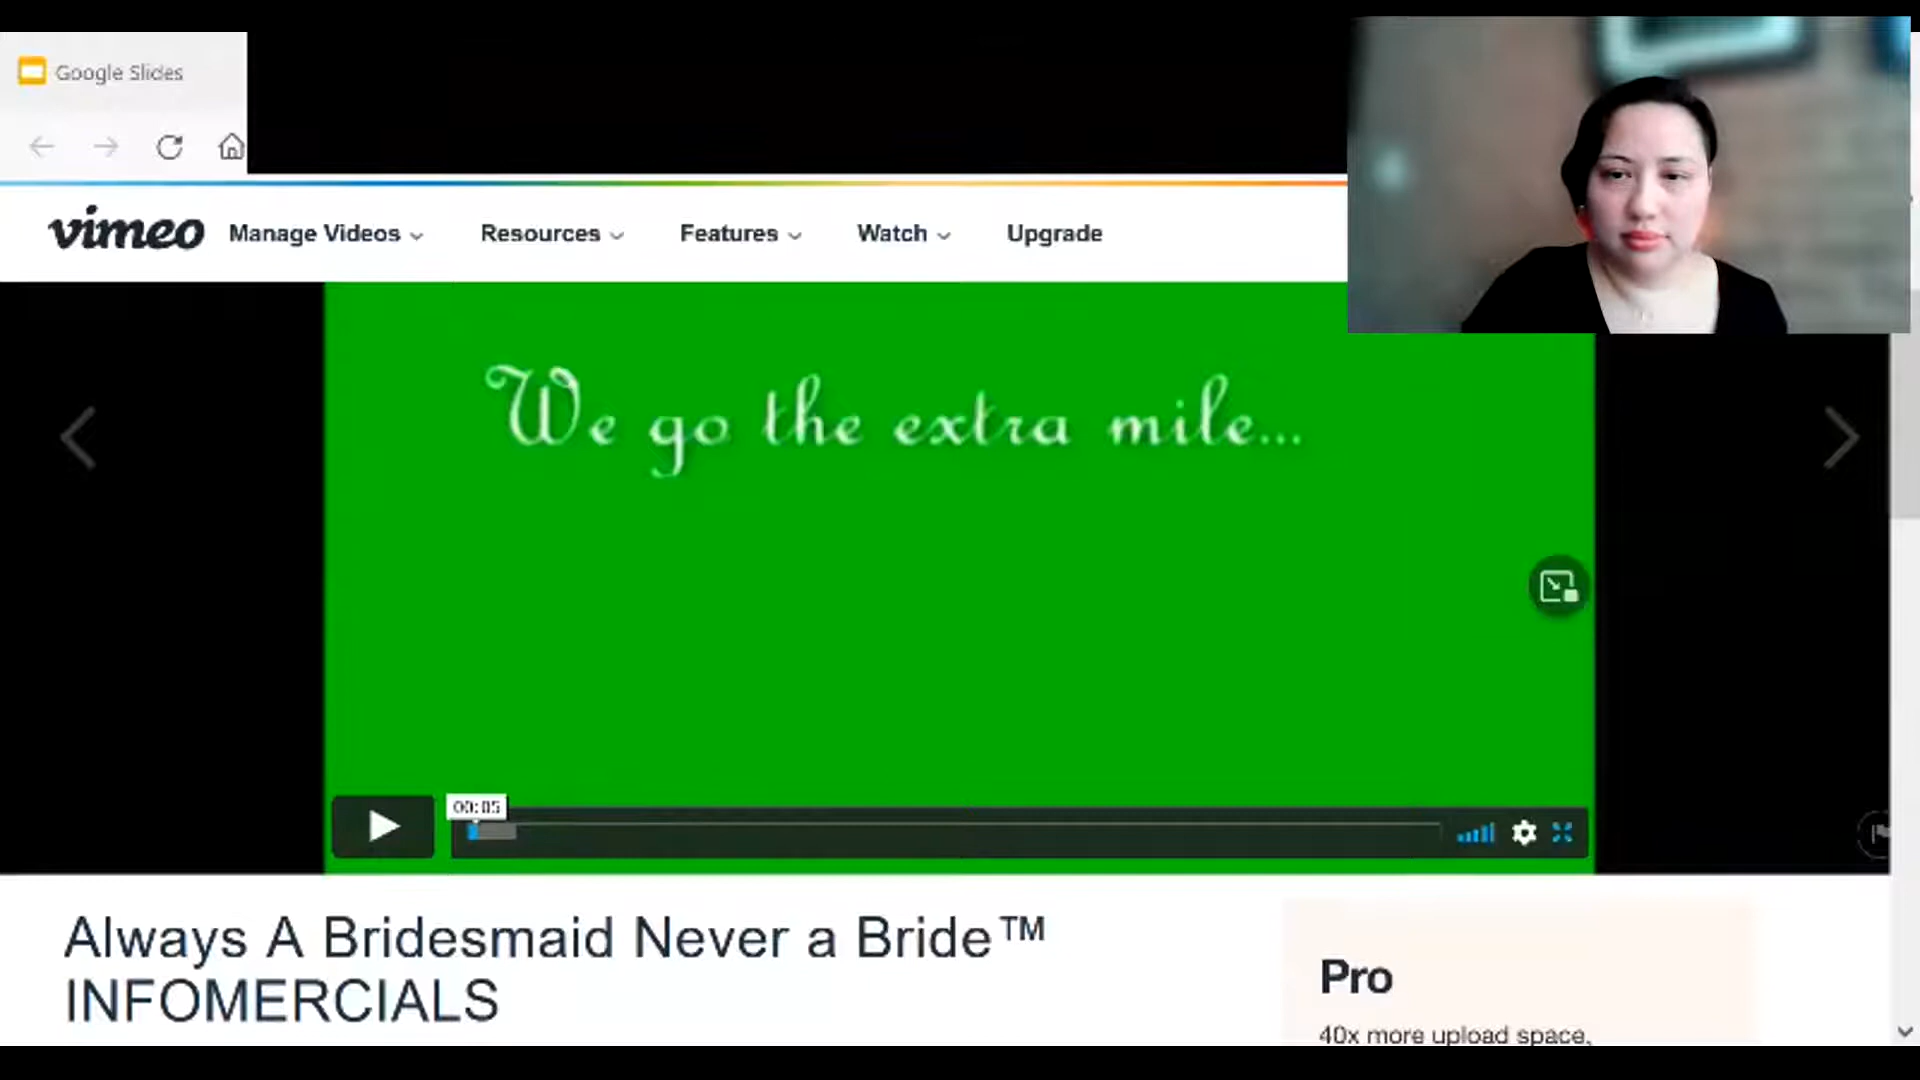 Google Slides
vimeo Manage Videos Resources Features Watch Upgrade
We go the extra mile...
00:05
Always A Bridesmaid Never a Bride™
INFOMERCIALS
Pro
40x more upload space,